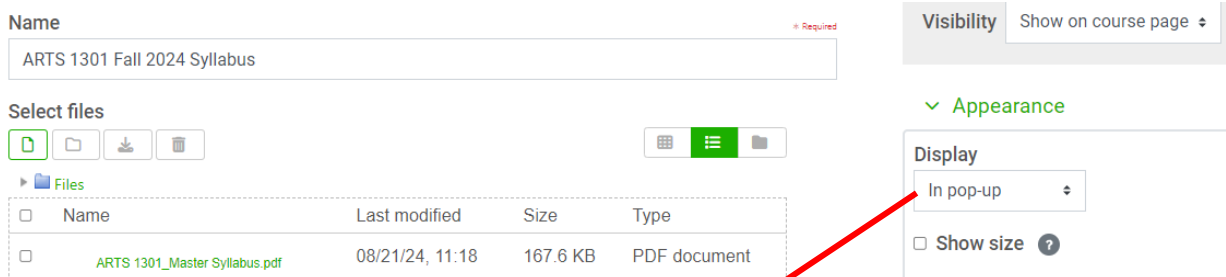 Name
* Required
ARTS 1301 Fall 2024 Syllabus
Select files
Files
Name Last modified Size Type
ARTS 1301_Master Syllabus.pdf 08/21/24, 11:18 167.6 KB PDF document
Visibility Show on course page
Appearance
Display
In pop-up
Show size ?